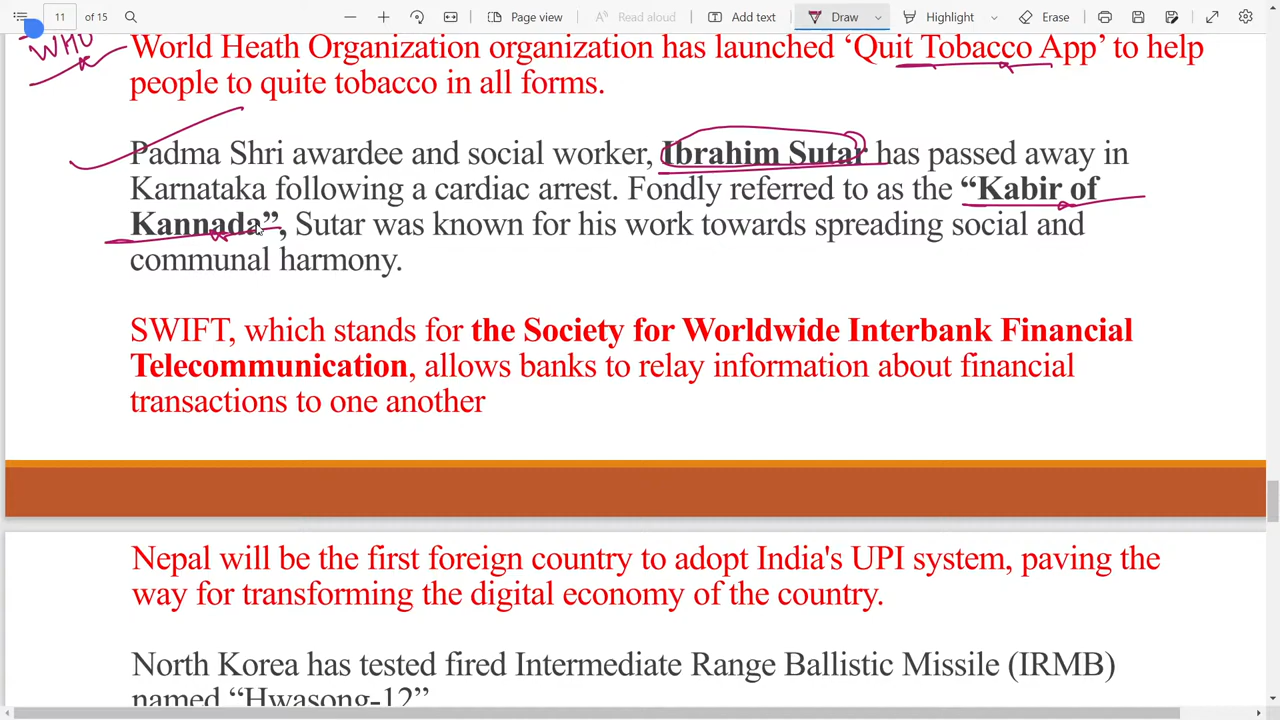 11 of 15 Page view Read aloud Add text Draw Highlight Erase
WHO
World Heath Organization organization has launched ‘Quit Tobacco App’ to help
people to quite tobacco in all forms.
Padma Shri awardee and social worker, Ibrahim Sutar has passed away in
Karnataka following a cardiac arrest. Fondly referred to as the “Kabir of
Kannada”, Sutar was known for his work towards spreading social and
communal harmony.
SWIFT, which stands for the Society for Worldwide Interbank Financial
Telecommunication, allows banks to relay information about financial
transactions to one another
Nepal will be the first foreign country to adopt India's UPI system, paving the
way for transforming the digital economy of the country.
North Korea has tested fired Intermediate Range Ballistic Missile (IRMB)
named “Hwasong-12”